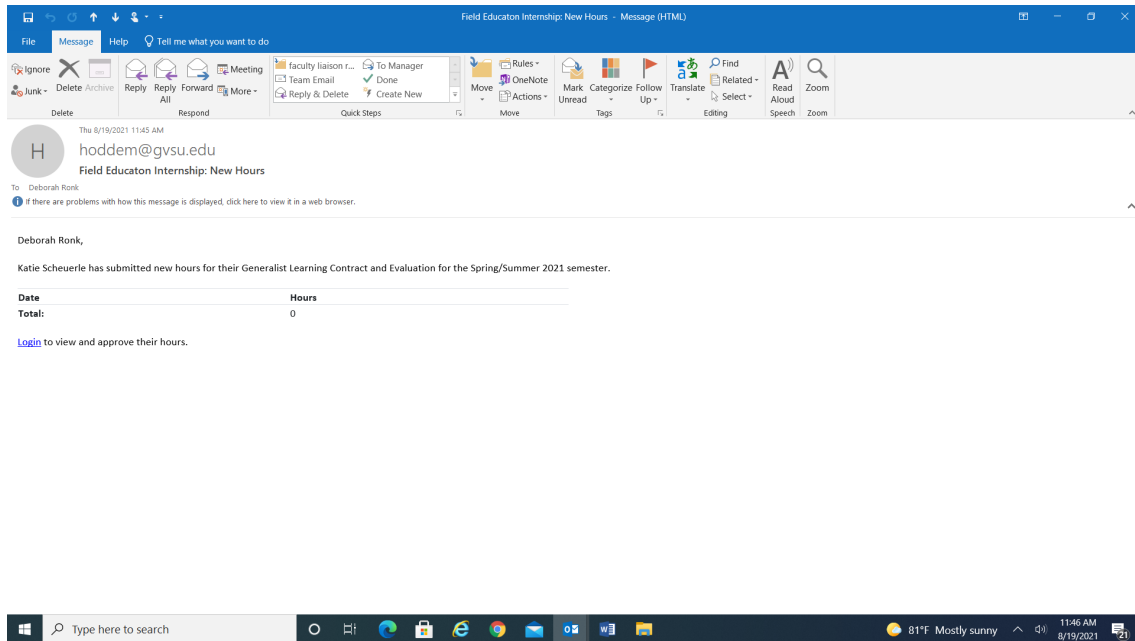 Field Educaton Internship: New Hours - Message (HTML)
File Message Help Tell me what you want to do
Ignore
Junk
Delete Archive
Reply Reply All Forward
Meeting
More
faculty liaison r... To Manager
Team Email Done
Reply & Delete Create New
Move
Rules
OneNote
Actions
Mark Unread Categorize Follow Up
Translate
Find
Related
Select
Read Aloud
Zoom
Delete Respond Quick Steps Move Tags Editing Speech Zoom
Thu 8/19/2021 11:45 AM
H
hoddem@gvsu.edu
Field Educaton Internship: New Hours
To Deborah Ronk
If there are problems with how this message is displayed, click here to view it in a web browser.
Deborah Ronk,
Katie Scheuerle has submitted new hours for their Generalist Learning Contract and Evaluation for the Spring/Summer 2021 semester.
Date Hours
Total: 0
Login to view and approve their hours.
Type here to search
81°F Mostly sunny
11:46 AM
8/19/2021
21